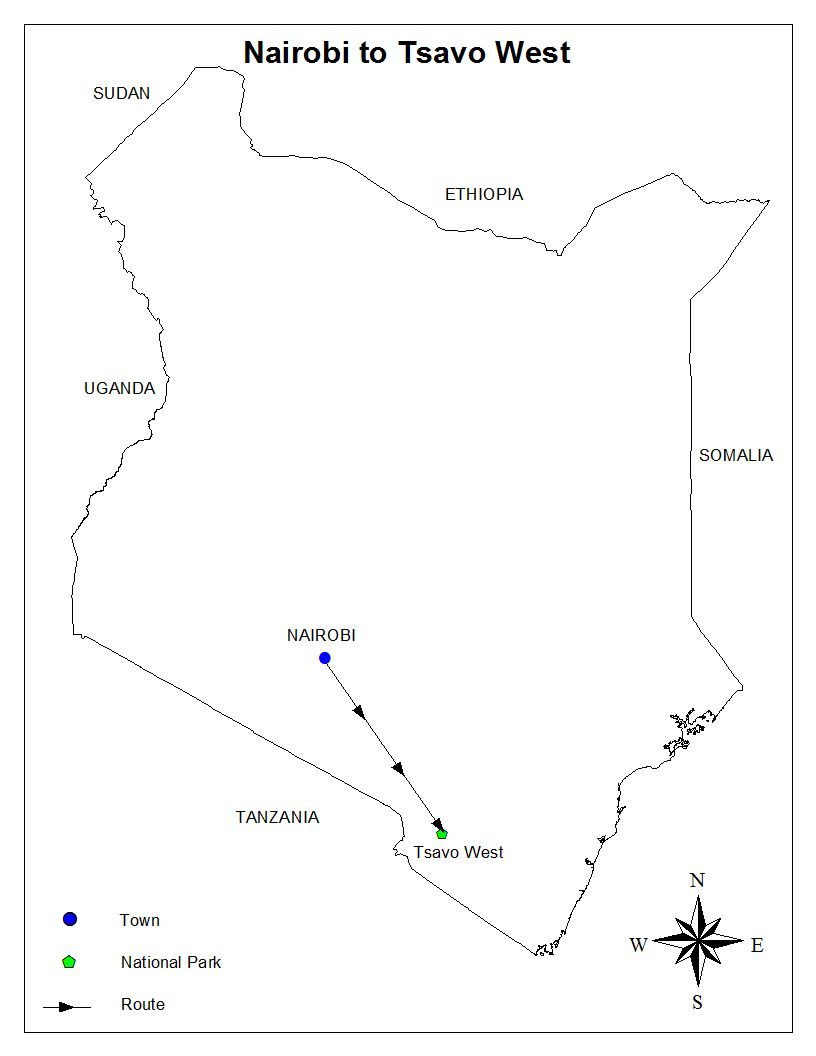 Nairobi to Tsavo West
SUDAN
ETHIOPIA
UGANDA
SOMALIA
NAIROBI
TANZANIA
Tsavo West
N
W
E
S
Town
National Park
Route